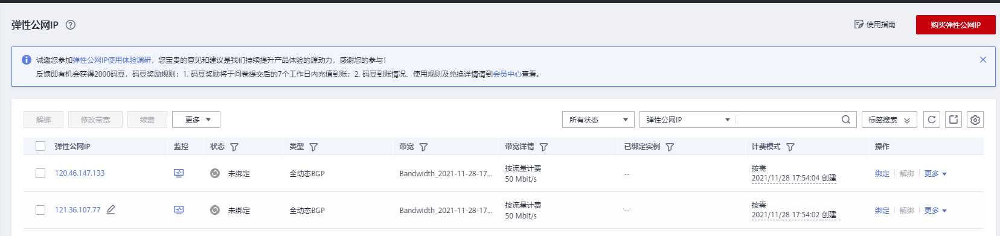 弹性公网IP
使用指南
购买弹性公网IP
诚邀您参加弹性公网IP使用体验调研，您宝贵的意见和建议是我们持续提升产品体验的源动力，感谢您的参与！
反馈即有机会获得2000码豆，码豆奖励规则：1. 码豆奖励将于问卷提交后的7个工作日内充值到账；2. 码豆到账情况、使用规则及兑换详情请到会员中心查看。
解绑 修改带宽 续费 更多 所有状态 弹性公网IP 标签搜索
弹性公网IP 监控 状态 类型 带宽 带宽详情 已绑定实例 计费模式 操作
120.46.147.133 未绑定 全动态BGP Bandwidth_2021-11-28-17... 按流量计费 -- 按需 绑定 解绑 更多
50 Mbit/s 2021/11/28 17:54:04 创建
121.36.107.77 未绑定 全动态BGP Bandwidth_2021-11-28-17... 按流量计费 -- 按需 绑定 解绑 更多
50 Mbit/s 2021/11/28 17:54:02 创建